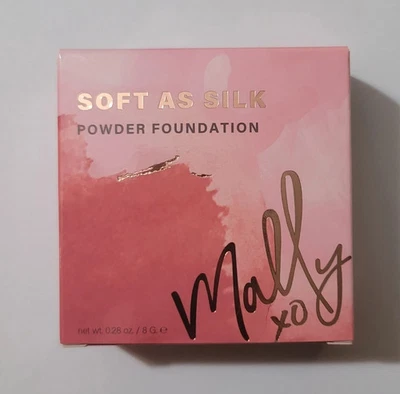 SOFT AS SILK
POWDER FOUNDATION
Mally
xo
net wt. 0.28 oz. / 8 G. ℮